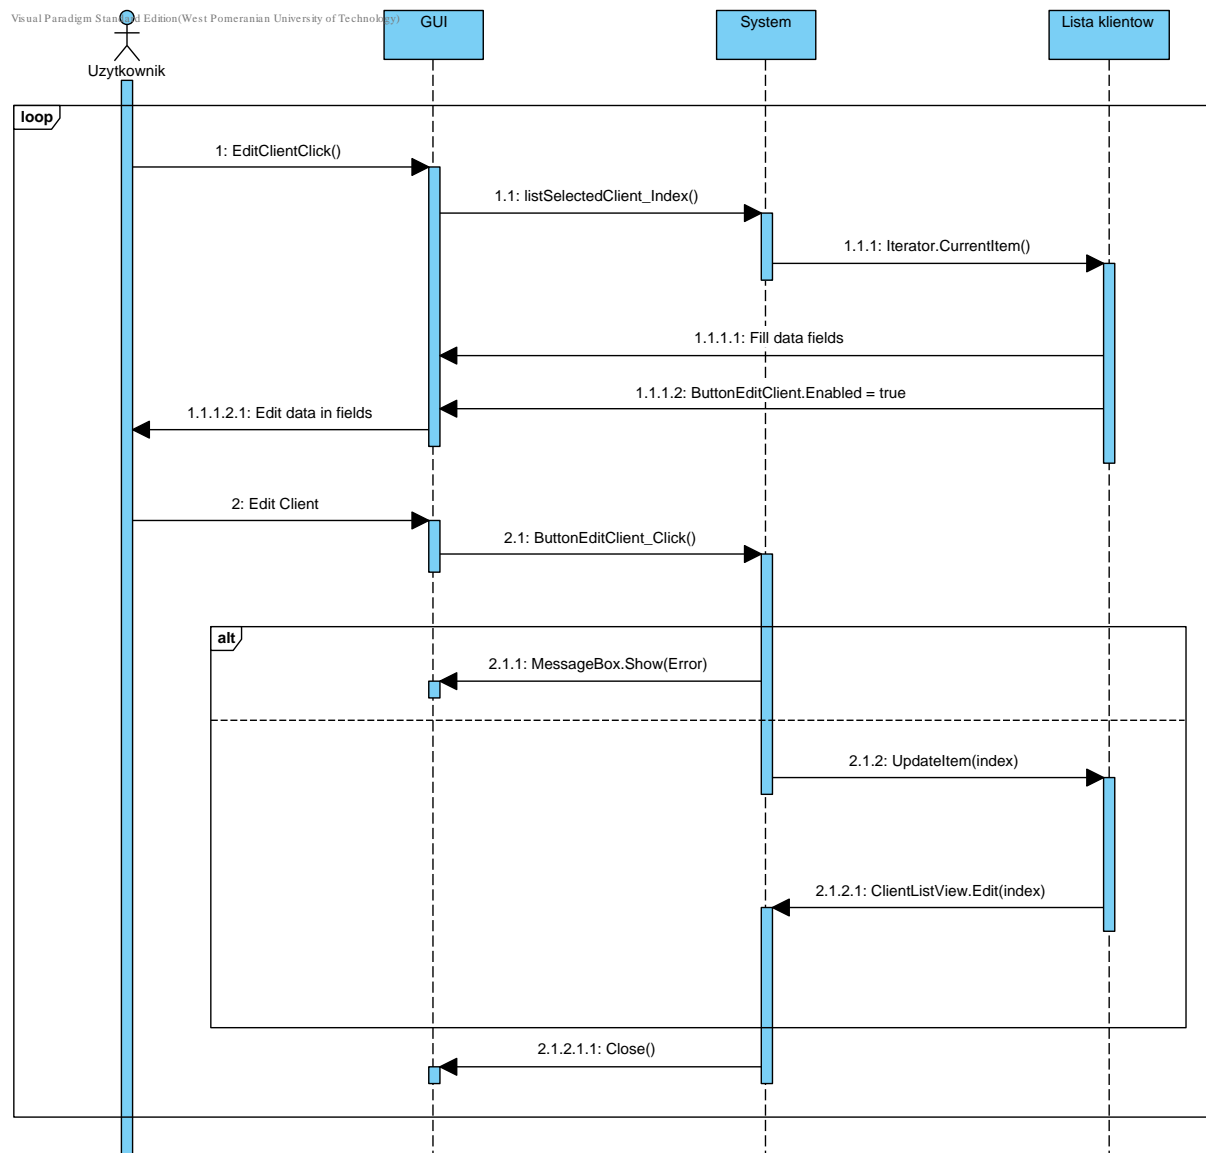 Visual Paradigm Standard Edition(West Pomeranian University of Technology)
GUI
System
Lista klientow
Uzytkownik
loop
1: EditClientClick()
1.1: listSelectedClient_Index()
1.1.1: Iterator.CurrentItem()
1.1.1.1: Fill data fields
1.1.1.2: ButtonEditClient.Enabled = true
1.1.1.2.1: Edit data in fields
2: Edit Client
2.1: ButtonEditClient_Click()
alt
2.1.1: MessageBox.Show(Error)
2.1.2: UpdateItem(index)
2.1.2.1: ClientListView.Edit(index)
2.1.2.1.1: Close()